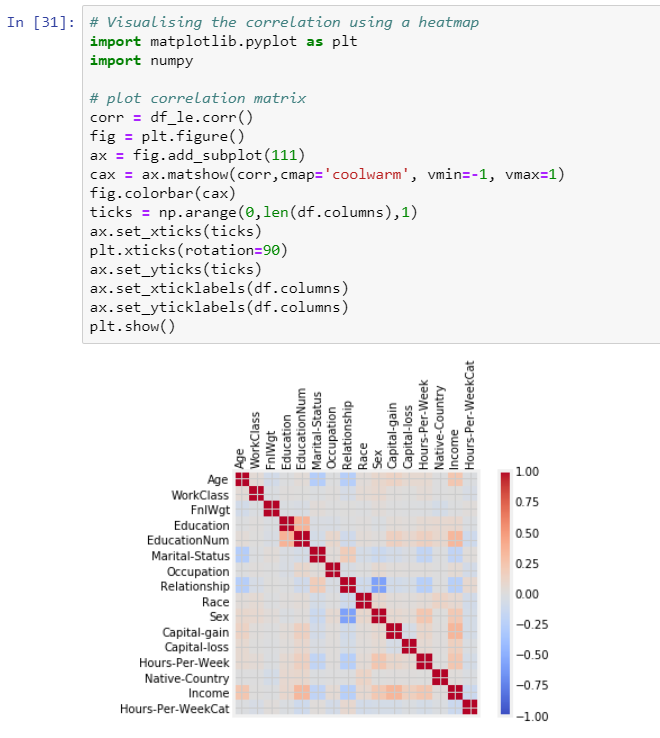 In [31]: # Visualising the correlation using a heatmap
import matplotlib.pyplot as plt
import numpy

# plot correlation matrix
corr = df_le.corr()
fig = plt.figure()
ax = fig.add_subplot(111)
cax = ax.matshow(corr,cmap='coolwarm', vmin=-1, vmax=1)
fig.colorbar(cax)
ticks = np.arange(0,len(df.columns),1)
ax.set_xticks(ticks)
plt.xticks(rotation=90)
ax.set_yticks(ticks)
ax.set_xticklabels(df.columns)
ax.set_yticklabels(df.columns)
plt.show()
Age
WorkClass
FnlWgt
Education
EducationNum
Marital-Status
Occupation
Relationship
Race
Sex
Capital-gain
Capital-loss
Hours-Per-Week
Native-Country
Income
Hours-Per-WeekCat
Age
WorkClass
FnlWgt
Education
EducationNum
Marital-Status
Occupation
Relationship
Race
Sex
Capital-gain
Capital-loss
Hours-Per-Week
Native-Country
Income
Hours-Per-WeekCat
1.00
0.75
0.50
0.25
0.00
−0.25
−0.50
−0.75
−1.00